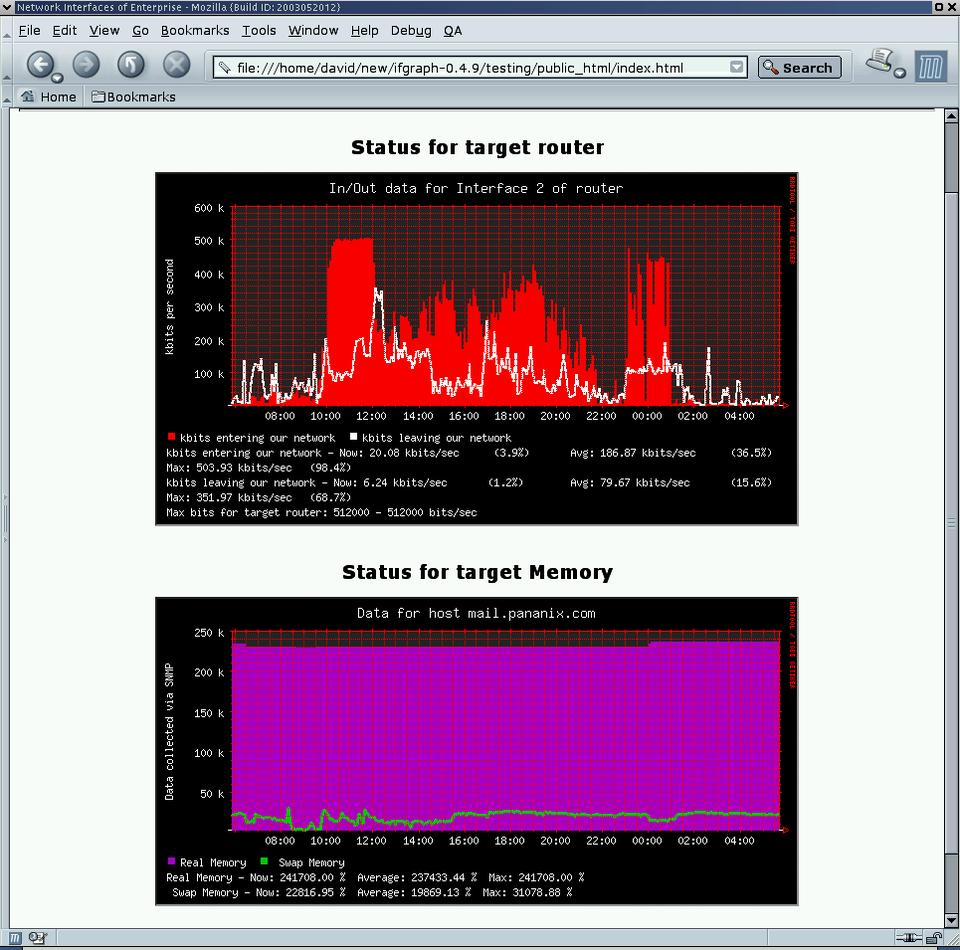 Network Interfaces of Enterprise - Mozilla {Build ID: 2003052012}
File Edit View Go Bookmarks Tools Window Help Debug QA
file:///home/david/new/ifgraph-0.4.9/testing/public_html/index.html
Search
Home Bookmarks
Status for target router
In/Out data for Interface 2 of router
RRDTOOL / TOBI OETIKER
kbits per second
600 k
500 k
400 k
300 k
200 k
100 k
08:00 10:00 12:00 14:00 16:00 18:00 20:00 22:00 00:00 02:00 04:00
kbits entering our network kbits leaving our network
kbits entering our network - Now: 20.08 kbits/sec (3.9%) Avg: 186.87 kbits/sec (36.5%)
Max: 503.93 kbits/sec (98.4%)
kbits leaving our network - Now: 6.24 kbits/sec (1.2%) Avg: 79.67 kbits/sec (15.6%)
Max: 351.97 kbits/sec (68.7%)
Max bits for target router: 512000 - 512000 bits/sec
Status for target Memory
Data for host mail.pananix.com
RRDTOOL / TOBI OETIKER
Data collected via SNMP
250 k
200 k
150 k
100 k
50 k
08:00 10:00 12:00 14:00 16:00 18:00 20:00 22:00 00:00 02:00 04:00
Real Memory Swap Memory
Real Memory - Now: 241708.00 % Average: 237433.44 % Max: 241708.00 %
Swap Memory - Now: 22816.95 % Average: 19869.13 % Max: 31078.88 %